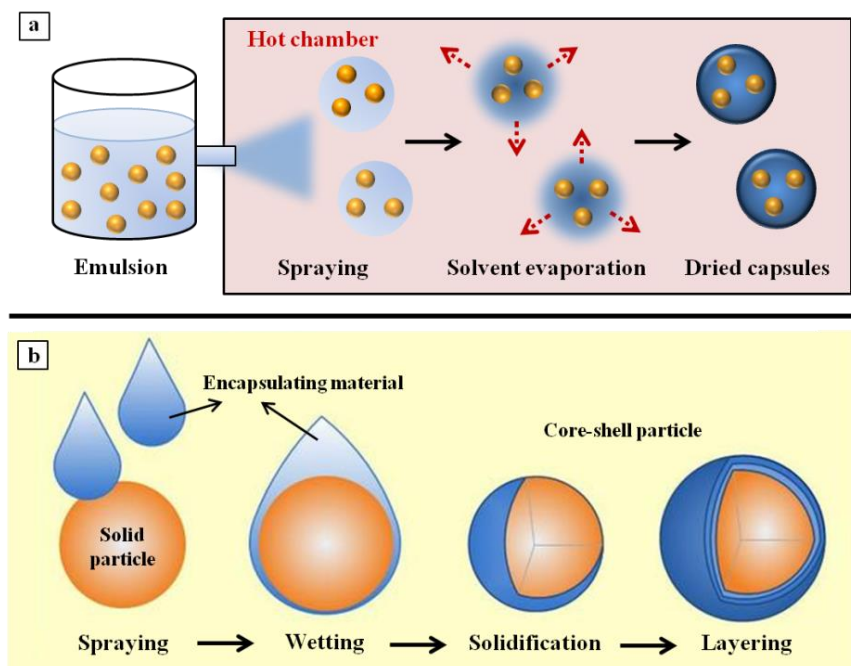 a
Hot chamber
Emulsion
Spraying
Solvent evaporation
Dried capsules
b
Encapsulating material
Core-shell particle
Solid
particle
Spraying
Wetting
Solidification
Layering